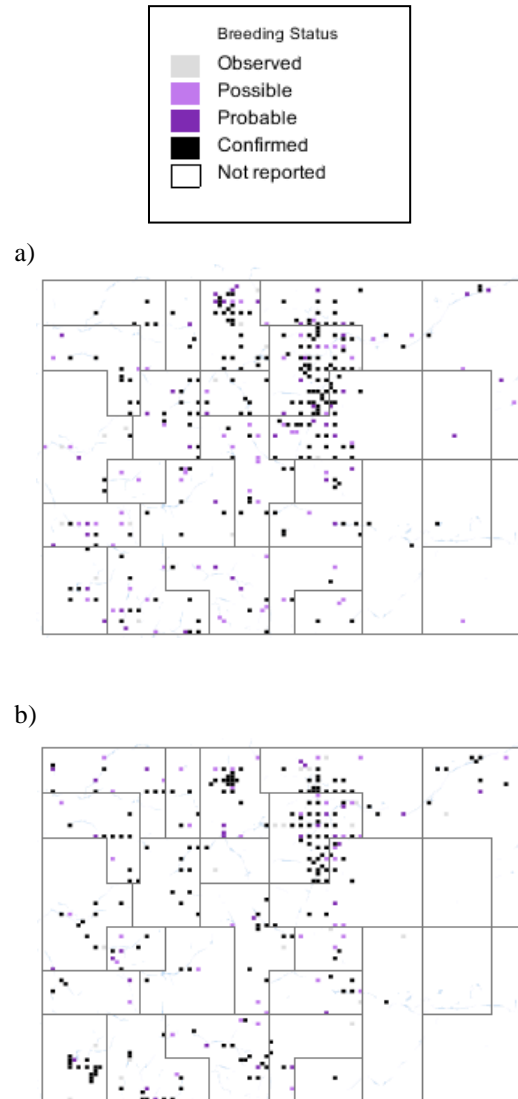 Breeding Status
Observed
Possible
Probable
Confirmed
Not reported
a)
b)